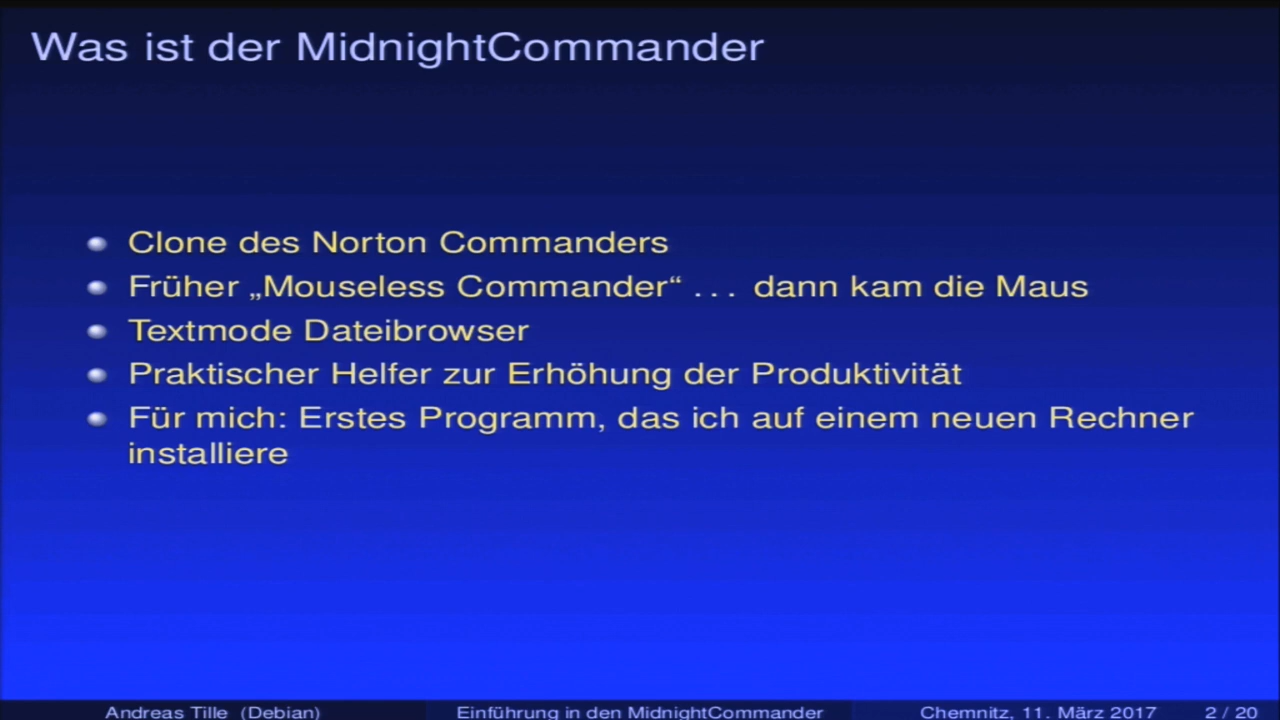 Was ist der MidnightCommander
Clone des Norton Commanders
Früher „Mouseless Commander“ . . . dann kam die Maus
Textmode Dateibrowser
Praktischer Helfer zur Erhöhung der Produktivität
Für mich: Erstes Programm, das ich auf einem neuen Rechner
installiere
Andreas Tille (Debian) Einführung in den MidnightCommander Chemnitz, 11. März 2017 2 / 20